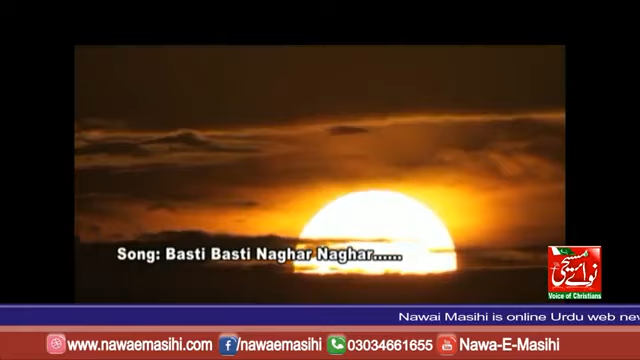 Song: Basti Basti Naghar Naghar......
نوائے مسیحی
Voice of Christians
Nawai Masihi is online Urdu web new
www.nawaemasihi.com /nawaemasihi 03034661655 Nawa-E-Masihi